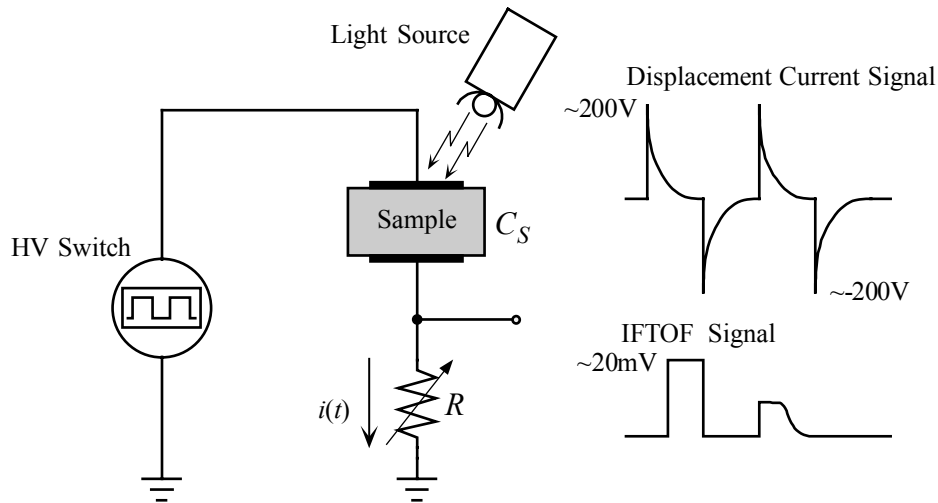 Light Source
Displacement Current Signal
~200V
Sample
C_S
HV Switch
~-200V
IFTOF Signal
~20mV
i(t)
R